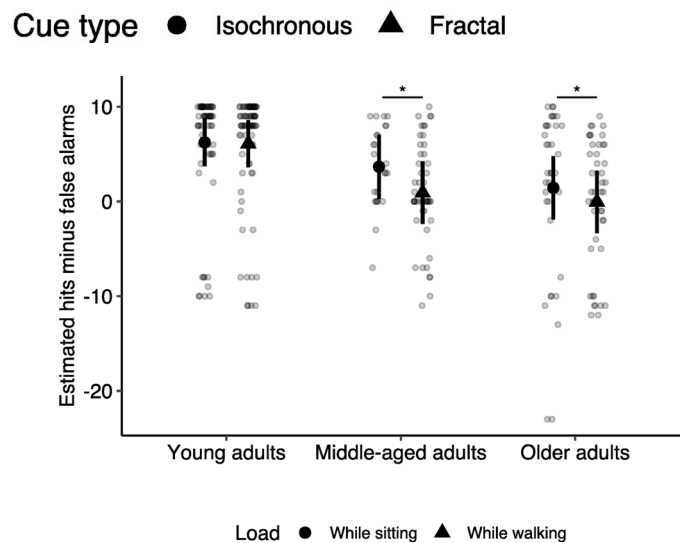 Cue type Isochronous Fractal
* *
Estimated hits minus false alarms
10
0
-10
-20
Young adults Middle-aged adults Older adults
Load While sitting While walking